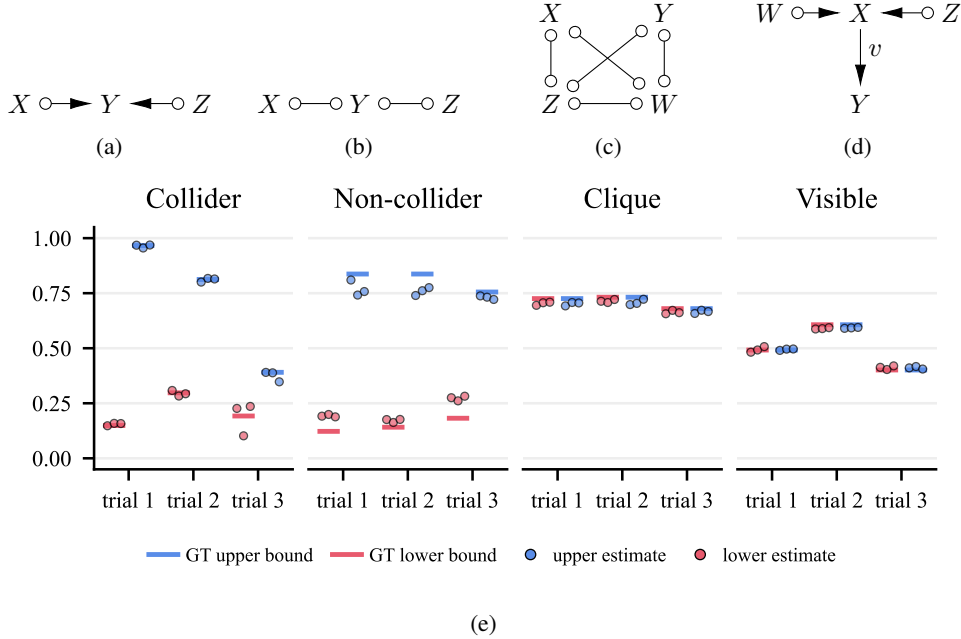 X Y
W X Z
v
X Y Z
X Y Z
Z W
Y
(a) (b) (c) (d)
Collider Non-collider Clique Visible
1.00
0.75
0.50
0.25
0.00
trial 1 trial 2 trial 3 trial 1 trial 2 trial 3 trial 1 trial 2 trial 3 trial 1 trial 2 trial 3
GT upper bound GT lower bound upper estimate lower estimate
(e)